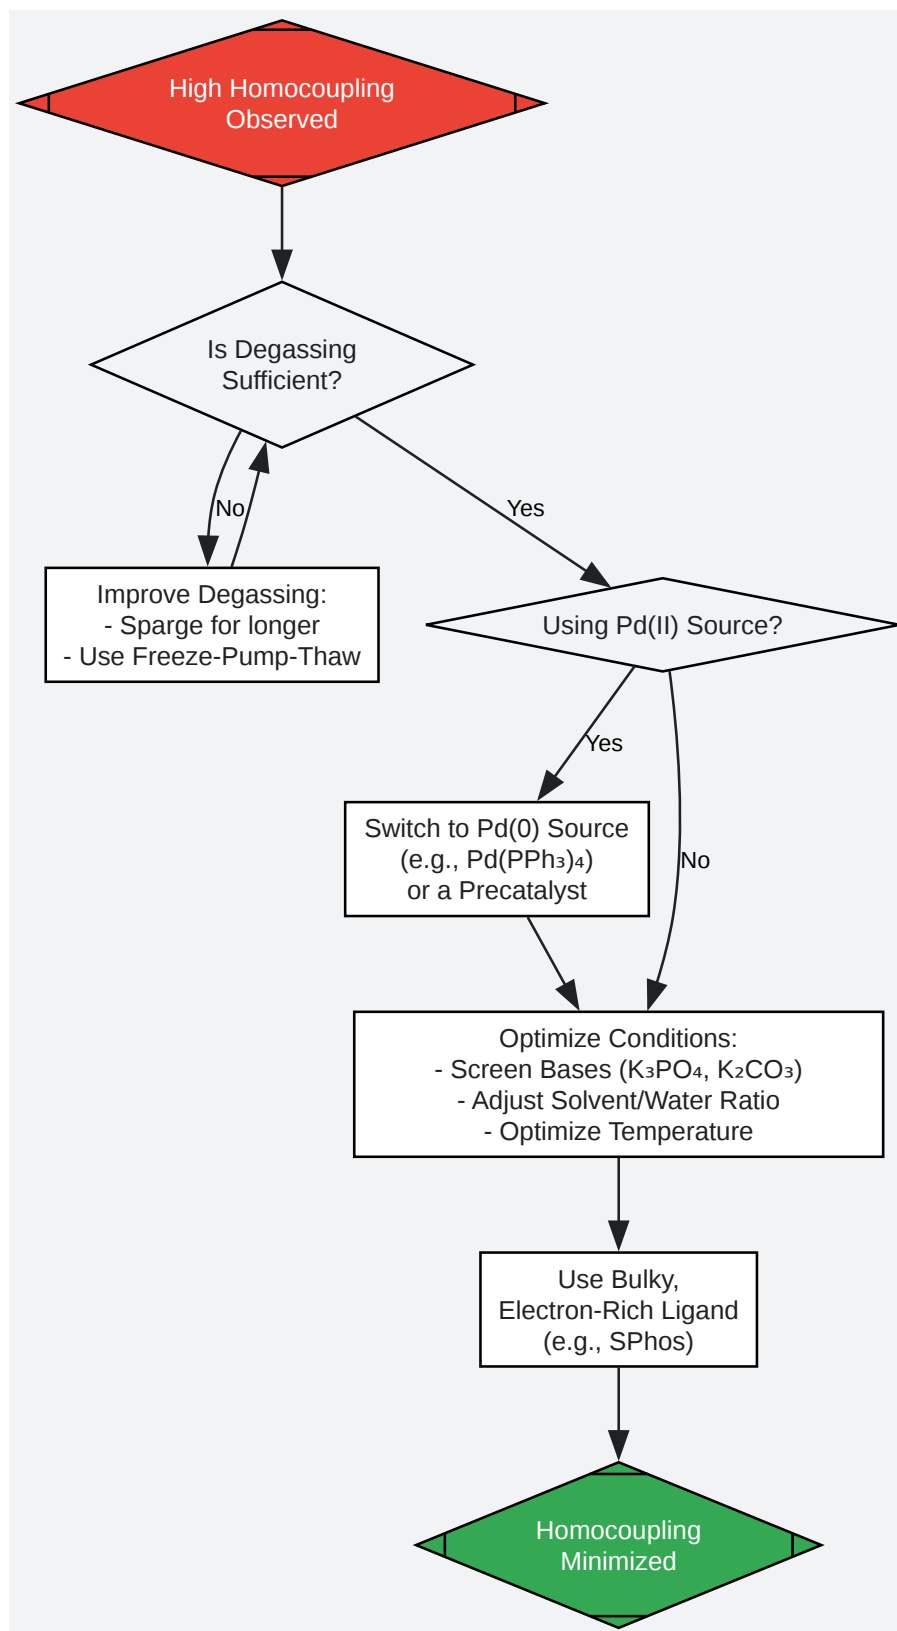 High Homocoupling
Observed
Is Degassing
Sufficient?
No
Yes
Improve Degassing:
- Sparge for longer
- Use Freeze-Pump-Thaw
Using Pd(II) Source?
Yes
Switch to Pd(0) Source
(e.g., Pd(PPh₃)₄)
or a Precatalyst
No
Optimize Conditions:
- Screen Bases (K₃PO₄, K₂CO₃)
- Adjust Solvent/Water Ratio
- Optimize Temperature
Use Bulky,
Electron-Rich Ligand
(e.g., SPhos)
Homocoupling
Minimized